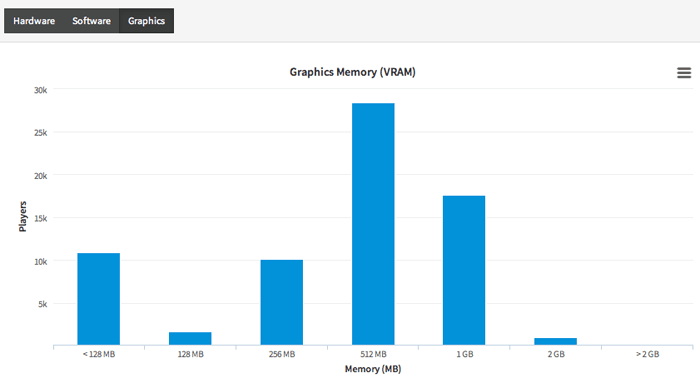 Hardware Software Graphics
Graphics Memory (VRAM)
30k
25k
20k
15k
10k
5k
Players
< 128 MB 128 MB 256 MB 512 MB 1 GB 2 GB > 2 GB
Memory (MB)